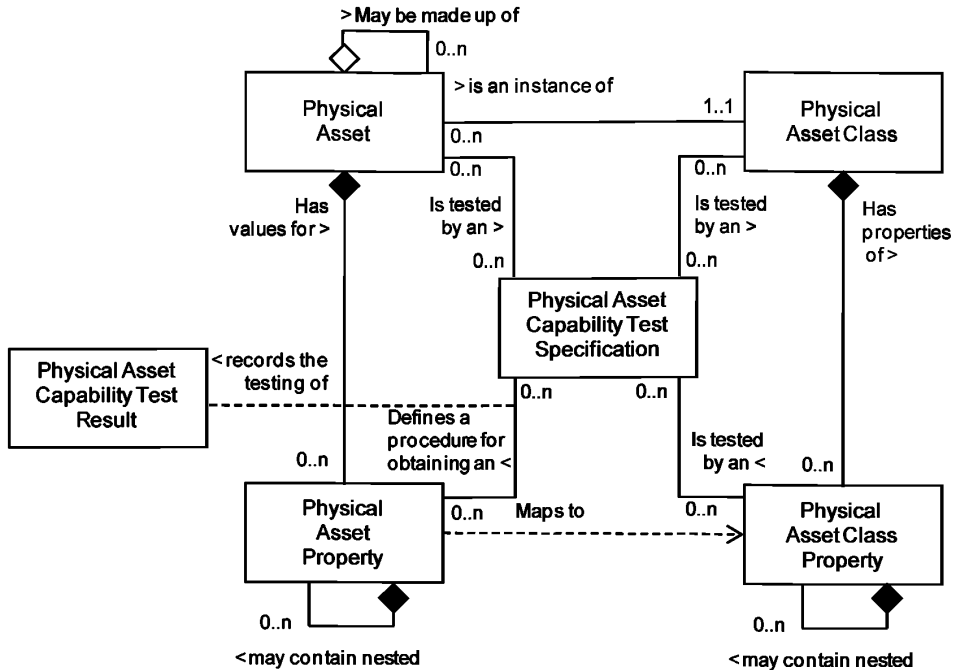 >May be made up of
0..n
Physical
Asset
>is an instance of
1..1
0..n
Physical
Asset Class
0..n
0..n
Has
values for >
Is tested
by an >
Is tested
by an >
Has
properties
of>
0..n
0..n
Physical Asset
Capability Test
Specification
Physical Asset
Capability Test
Result
<records the
testing of
0..n
0..n
Defines a
procedure for
obtaining an <
Is tested
by an <
0..n
0..n
Physical
Asset
Property
0..n
Maps to
0..n
Physical
Asset Class
Property
0..n
0..n
<may contain nested
<may contain nested